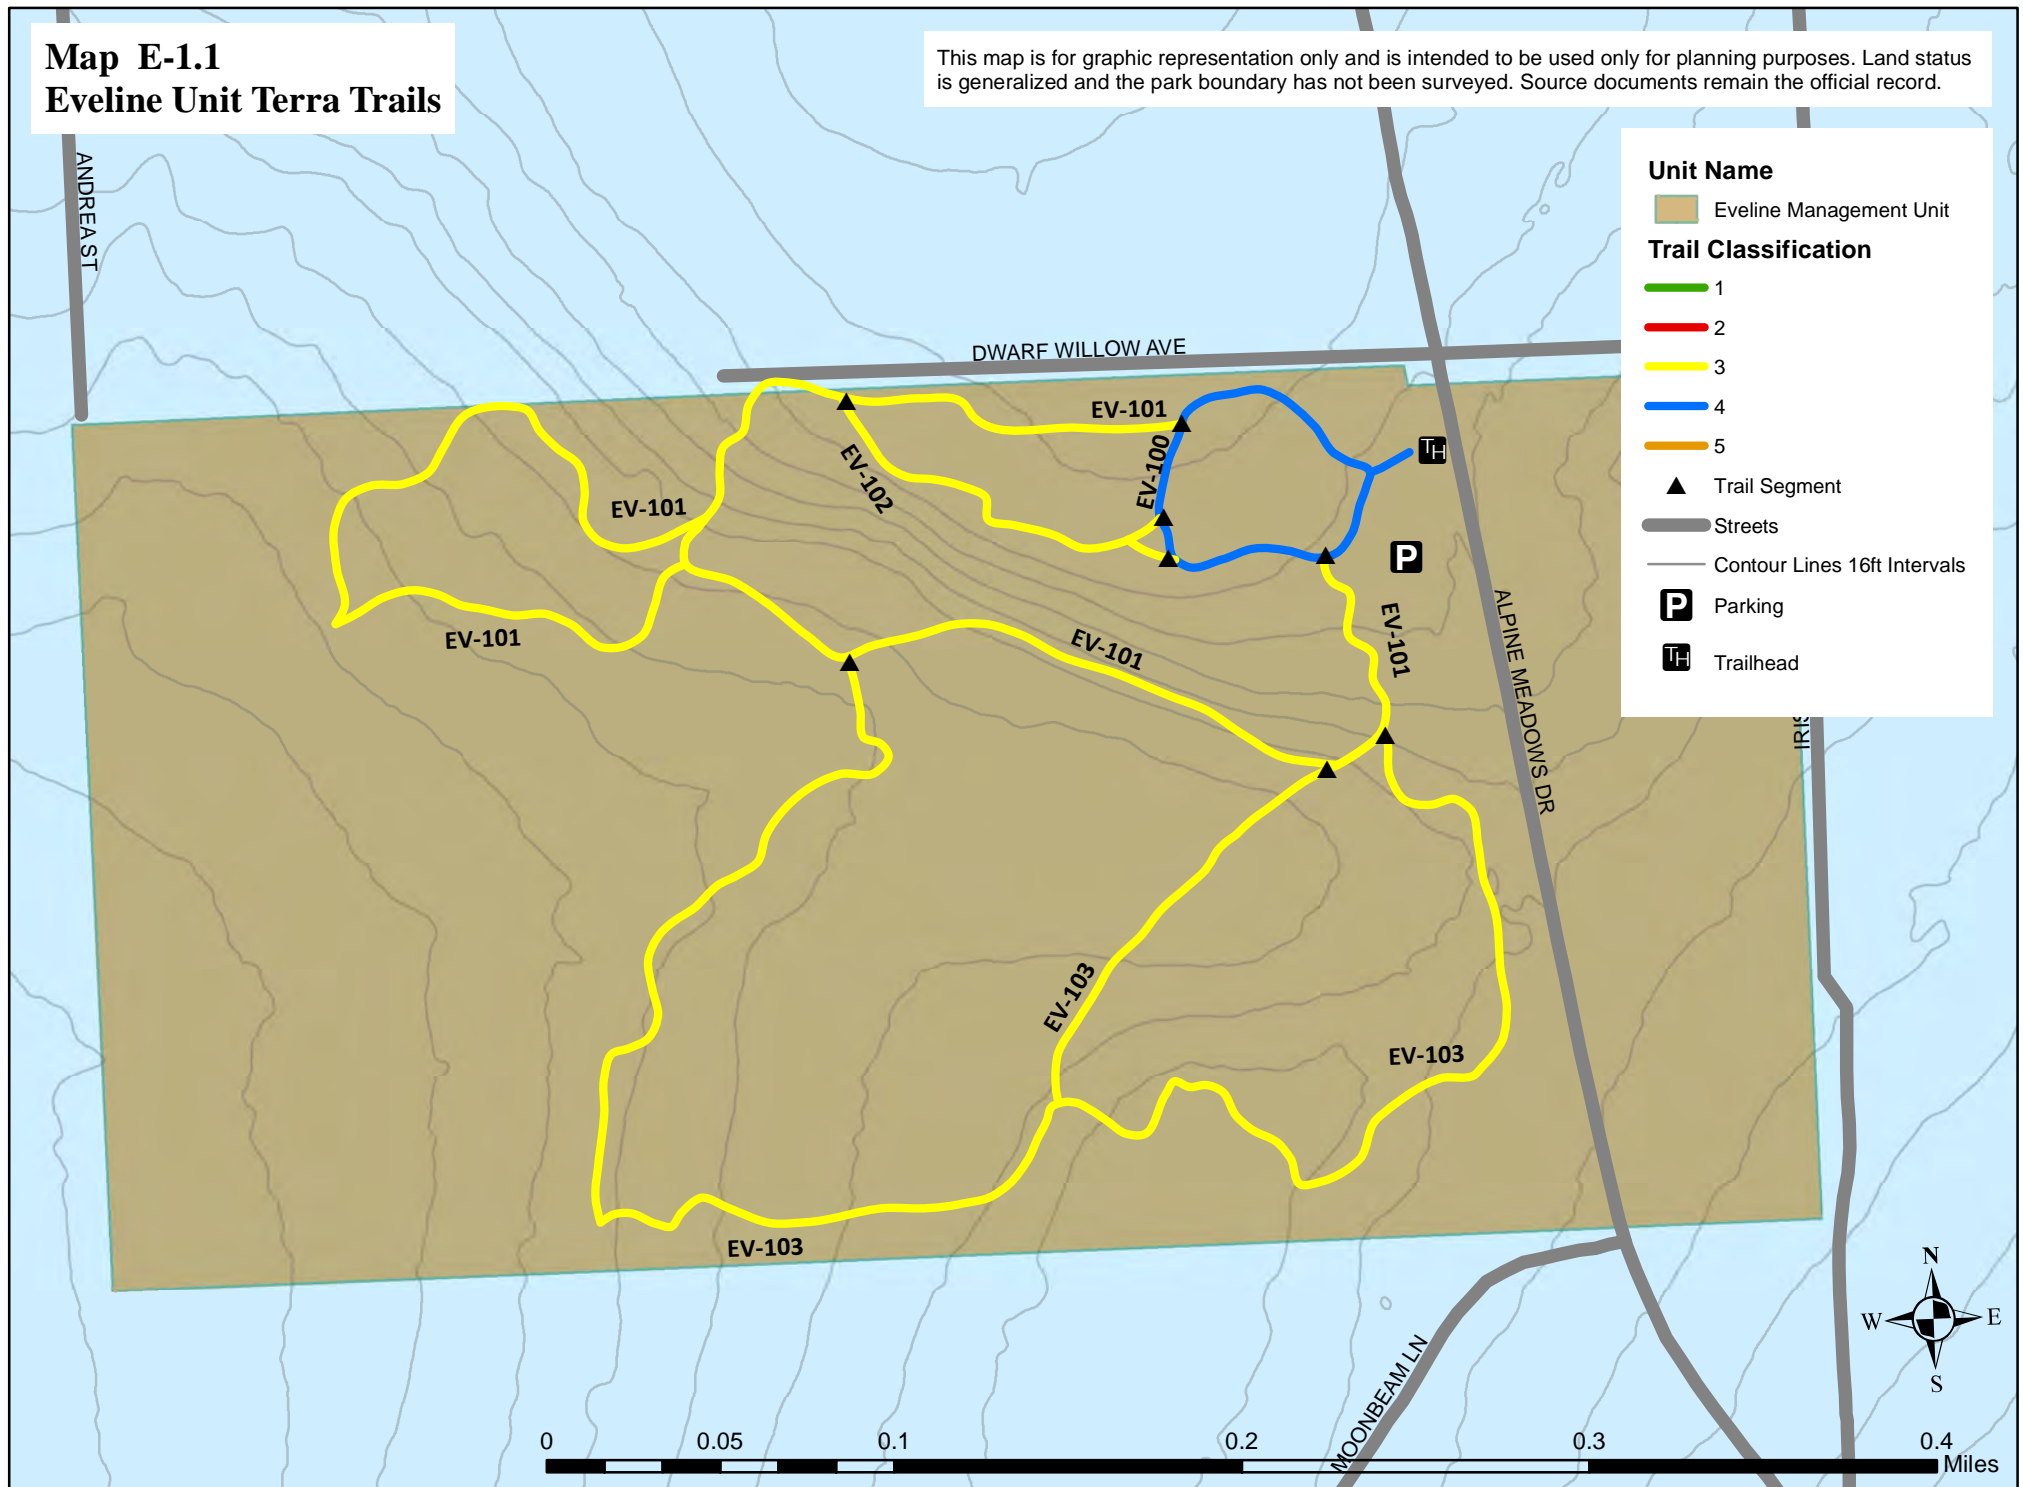 Map E-1.1
Eveline Unit Terra Trails
This map is for graphic representation only and is intended to be used only for planning purposes. Land status
is generalized and the park boundary has not been surveyed. Source documents remain the official record.
Unit Name
Eveline Management Unit
Trail Classification
1
2
3
4
5
Trail Segment
Streets
Contour Lines 16ft Intervals
P
Parking
TH
Trailhead
ANDREA ST
DWARF WILLOW AVE
EV-101
EV-100
TH
EV-102
EV-101
P
EV-101
EV-101
EV-101
ALPINE MEADOWS DR
IRIS
EV-103
EV-103
EV-103
MOONBEAM LN
N
W
E
S
0
0.05
0.1
0.2
0.3
0.4
Miles